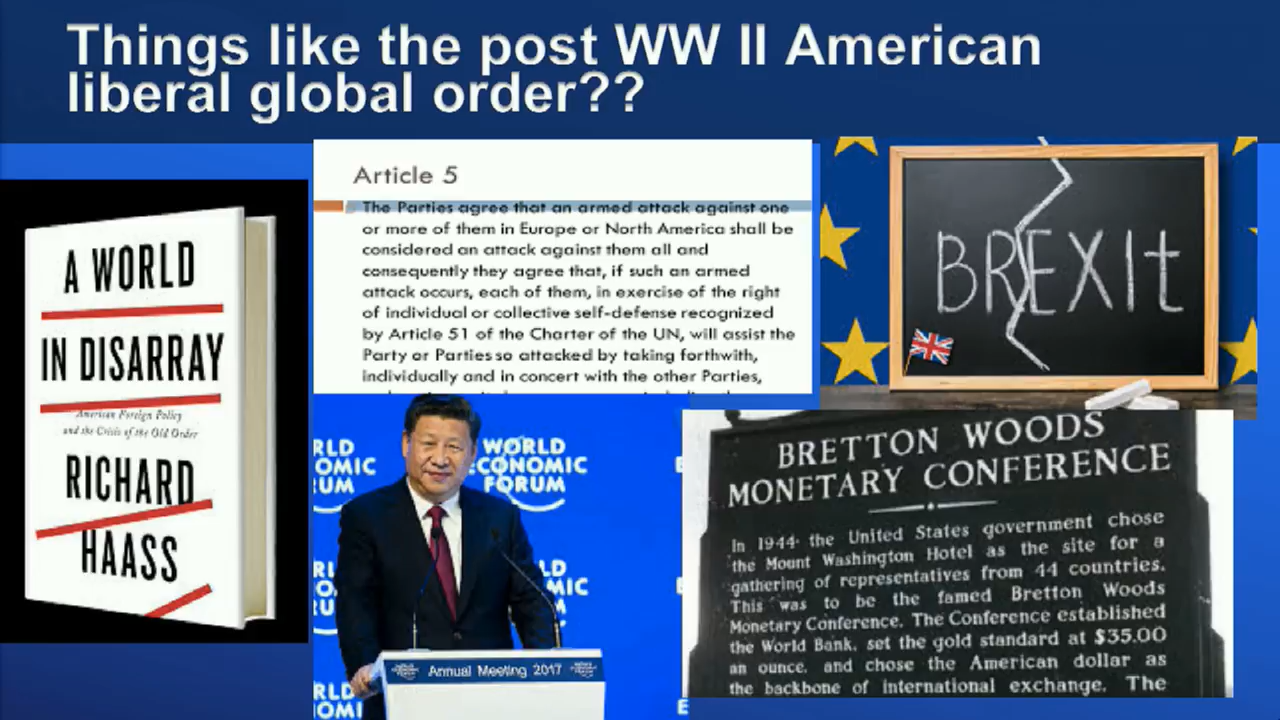 Things like the post WW II American
liberal global order??
A WORLD
IN DISARRAY
American Foreign Policy
and the Crisis of the Old Order
RICHARD
HAASS
Article 5
The Parties agree that an armed attack against one
or more of them in Europe or North America shall be
considered an attack against them all and
consequently they agree that, if such an armed
attack occurs, each of them, in exercise of the right
of individual or collective self-defense recognized
by Article 51 of the Charter of the UN, will assist the
Party or Parties so attacked by taking forthwith,
individually and in concert with the other Parties,
BREXIt
RLD
OMIC
UM
WORLD
ECONOMIC
FORUM
Annual Meeting 2017
RLD
OMI
BRETTON WOODS
MONETARY CONFERENCE
In 1944 the United States government chose
the Mount Washington Hotel as the site for a
gathering of representatives from 44 countries.
This was to be the famed Bretton Woods
Monetary Conference. The Conference established
the World Bank, set the gold standard at $35.00
an ounce, and chose the American dollar as
the backbone of international exchange. The